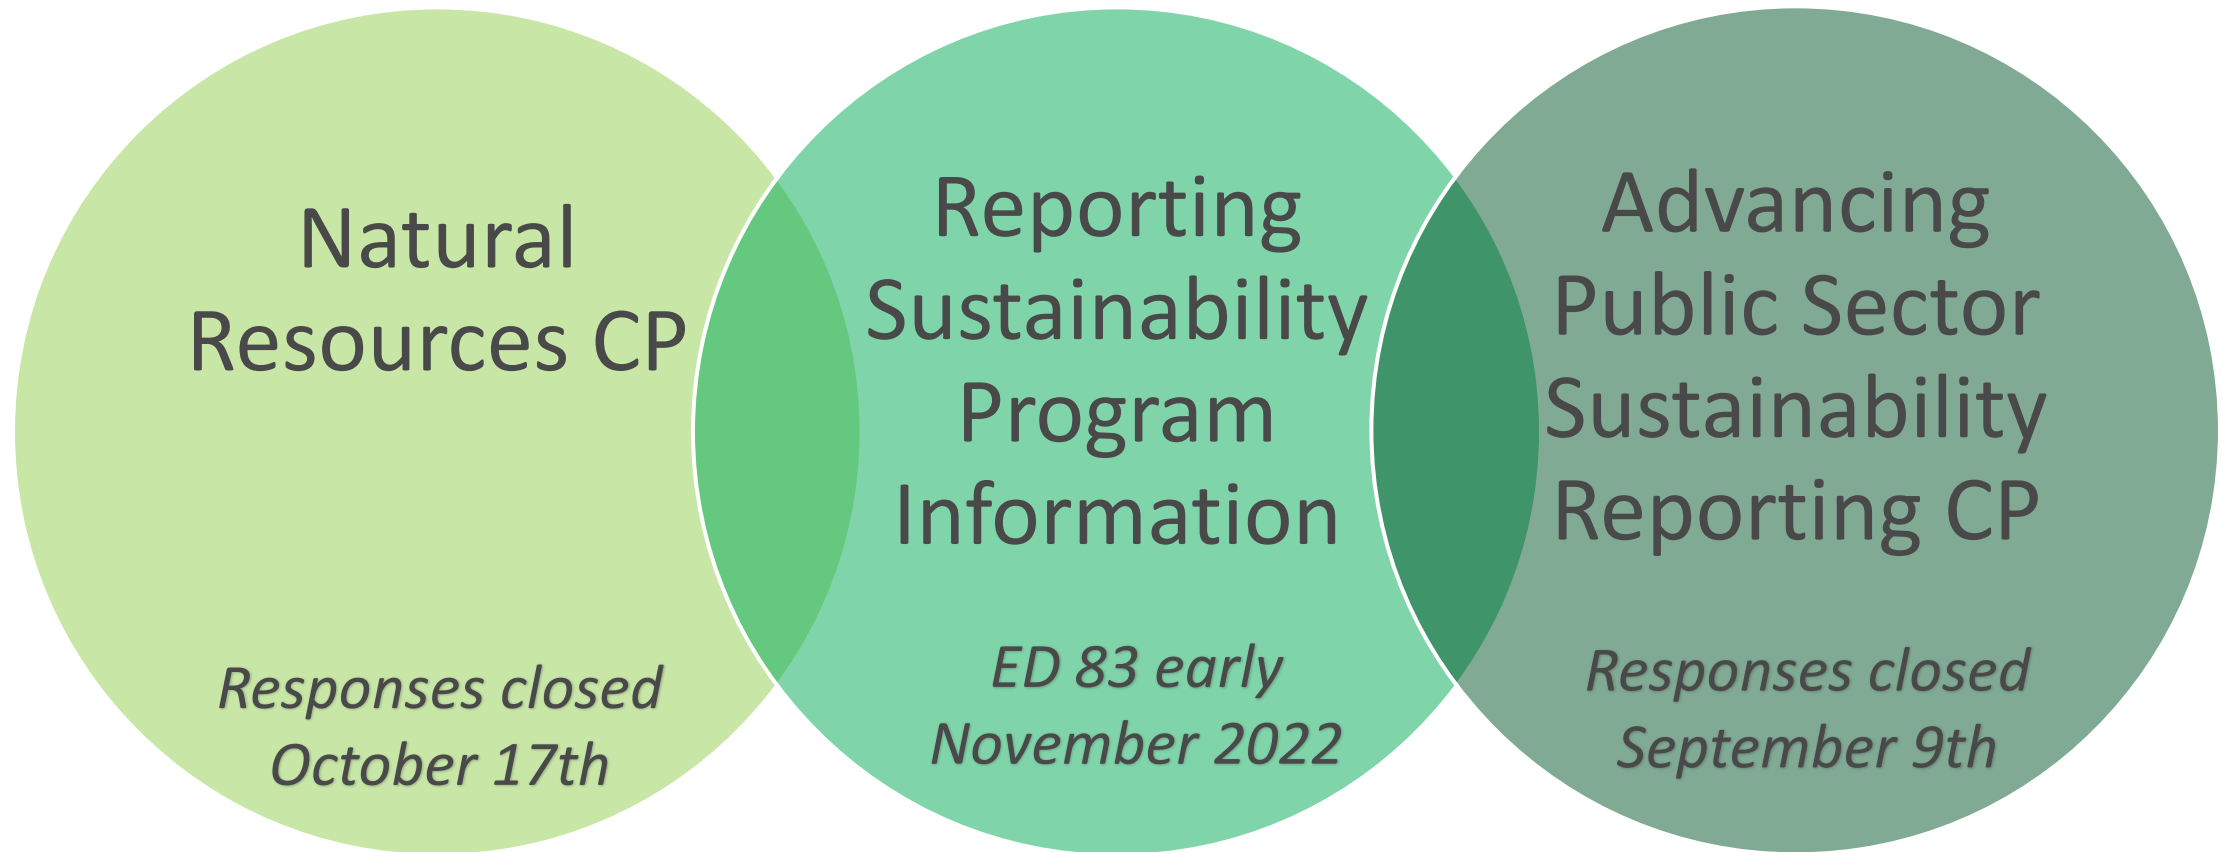 Natural
Resources CP
Responses closed
October 17th
Reporting
Sustainability
Program
Information
ED 83 early
November 2022
Advancing
Public Sector
Sustainability
Reporting CP
Responses closed
September 9th